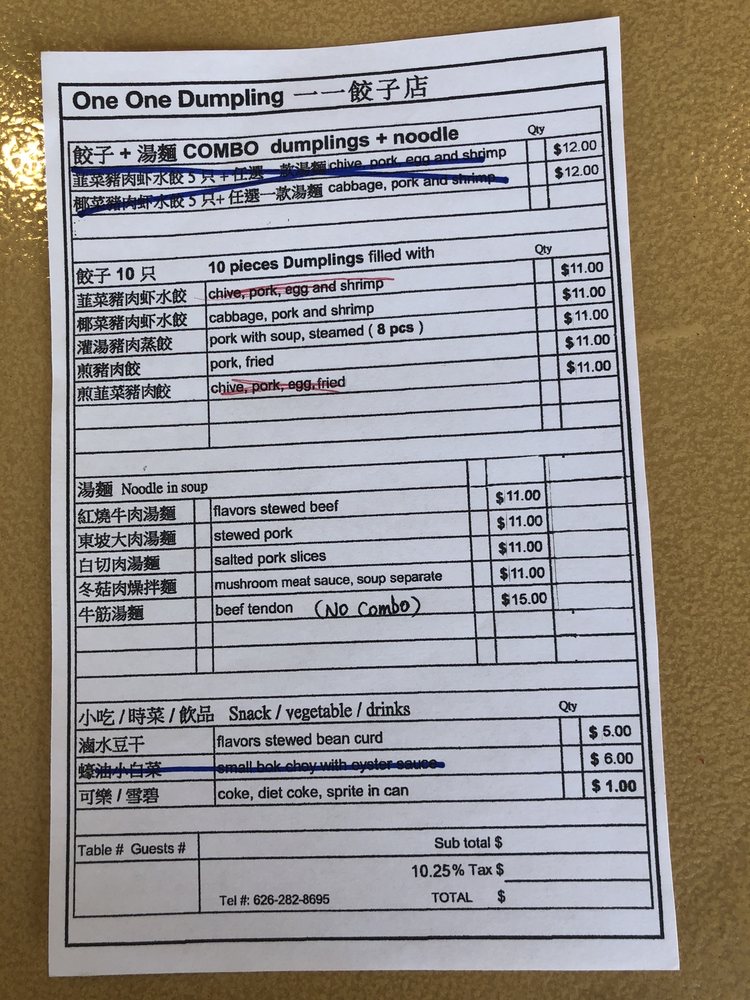 One One Dumpling 一一餃子店
餃子 + 湯麵 COMBO dumplings + noodle Qty
韮菜豬肉虾水餃 5 只 + 任選一款湯麵 chive, pork, egg and shrimp $12.00
椰菜豬肉虾水餃 5 只+ 任選一款湯麵 cabbage, pork and shrimp $12.00
餃子 10 只 10 pieces Dumplings filled with Qty
韮菜豬肉虾水餃 chive, pork, egg and shrimp $11.00
椰菜豬肉虾水餃 cabbage, pork and shrimp $11.00
灌湯豬肉蒸餃 pork with soup, steamed ( 8 pcs ) $11.00
煎豬肉餃 pork, fried $11.00
煎韮菜豬肉餃 chive, pork, egg,fried $11.00
湯麵 Noodle in soup
紅燒牛肉湯麵 flavors stewed beef $11.00
東坡大肉湯麵 stewed pork $11.00
白切肉湯麵 salted pork slices $11.00
冬菇肉燥拌麵 mushroom meat sauce, soup separate $11.00
牛筋湯麵 beef tendon (No Combo) $15.00
小吃 / 時菜 / 飲品 Snack / vegetable / drinks Qty
滷水豆干 flavors stewed bean curd $ 5.00
蠔油小白菜 small bok choy with oyster sauce $ 6.00
可樂 / 雪碧 coke, diet coke, sprite in can $ 1.00
Table # Guests # Sub total $
10.25% Tax $
Tel #: 626-282-8695 TOTAL $